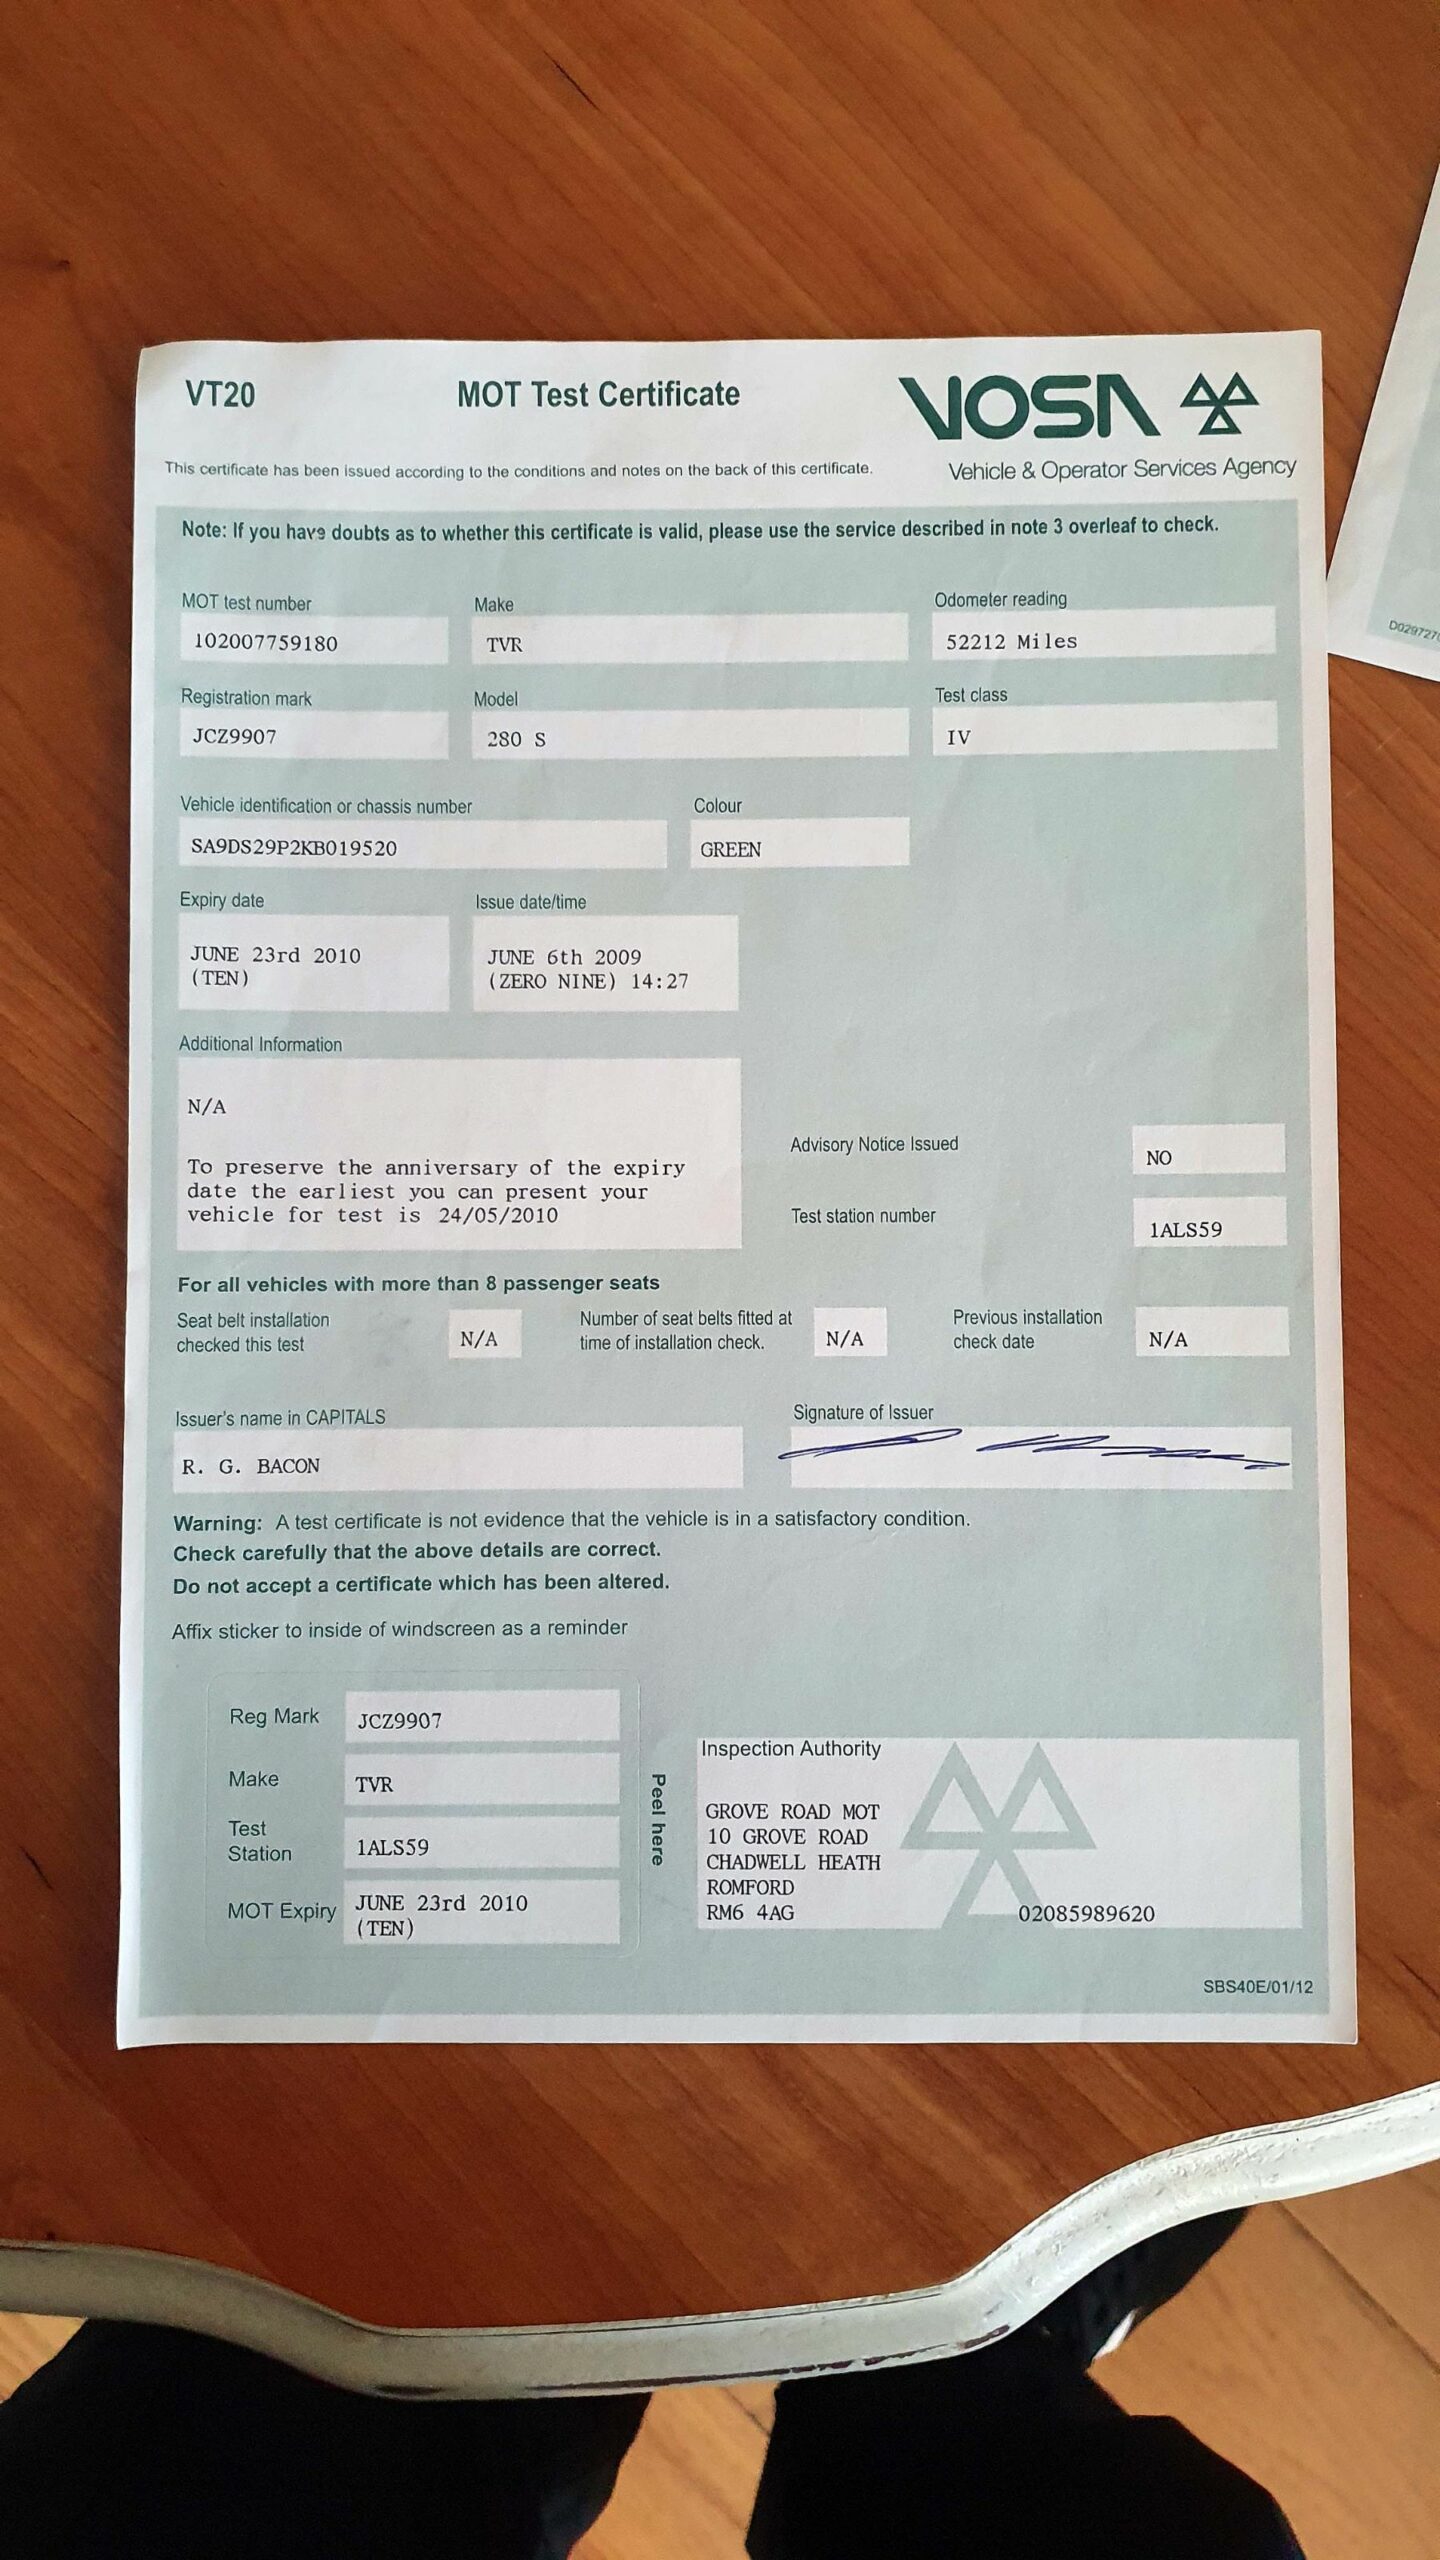 VT20
MOT Test Certificate
VOSA
This certificate has been issued according to the conditions and notes on the back of this certificate.
Vehicle & Operator Services Agency
Note: If you have doubts as to whether this certificate is valid, please use the service described in note 3 overleaf to check.
MOT test number
Make
Odometer reading
102007759180
TVR
52212 Miles
Registration mark
Model
Test class
JCZ9907
280 S
IV
Vehicle identification or chassis number
Colour
SA9DS29P2KB019520
GREEN
Expiry date
Issue date/time
JUNE 23rd 2010
(TEN)
JUNE 6th 2009
(ZERO NINE) 14:27
Additional Information
N/A
To preserve the anniversary of the expiry
date the earliest you can present your
vehicle for test is 24/05/2010
Advisory Notice Issued
NO
Test station number
1ALS59
For all vehicles with more than 8 passenger seats
Seat belt installation
checked this test
N/A
Number of seat belts fitted at
time of installation check.
N/A
Previous installation
check date
N/A
Issuer's name in CAPITALS
Signature of Issuer
R. G. BACON
Warning: A test certificate is not evidence that the vehicle is in a satisfactory condition.
Check carefully that the above details are correct.
Do not accept a certificate which has been altered.
Affix sticker to inside of windscreen as a reminder
Reg Mark
JCZ9907
Make
TVR
Test
Station
1ALS59
MOT Expiry
JUNE 23rd 2010
(TEN)
Peel here
Inspection Authority
GROVE ROAD MOT
10 GROVE ROAD
CHADWELL HEATH
ROMFORD
RM6 4AG
02085989620
SBS40E/01/12